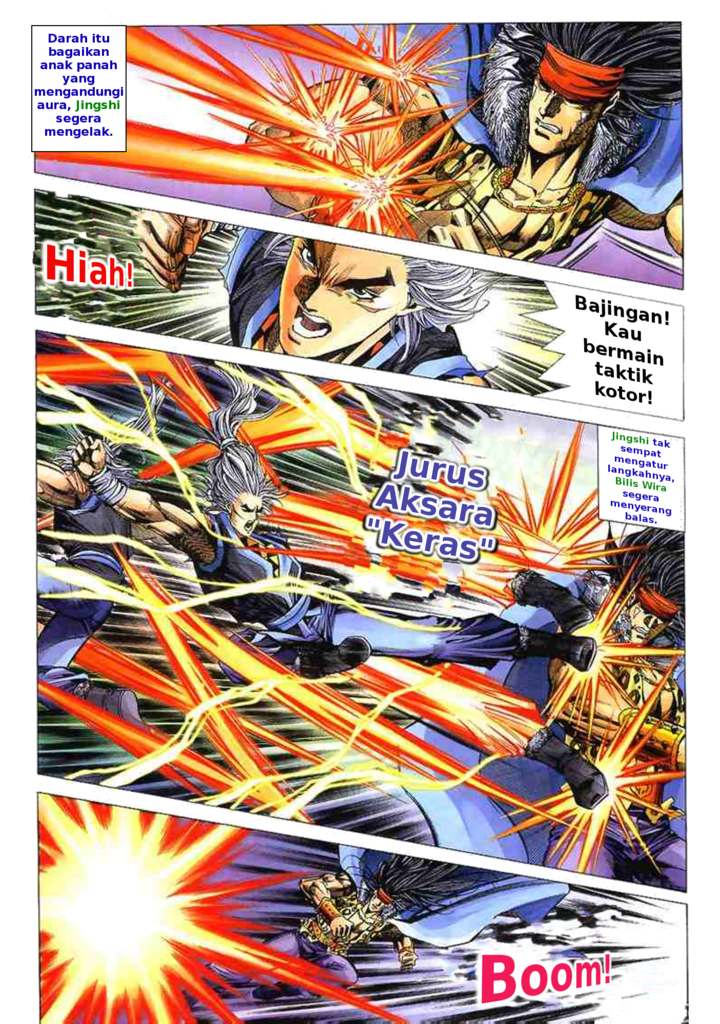 Darah itu
bagaikan
anak panah
yang
mengandungi
aura, Jingshi
segera
mengelak.
Hiah!
Bajingan!
Kau
bermain
taktik
kotor!
Jurus
Aksara
"Keras"
Jingshi tak
sempat
mengatur
langkahnya,
Bilis Wira
segera
menyerang
balas.
Boom!